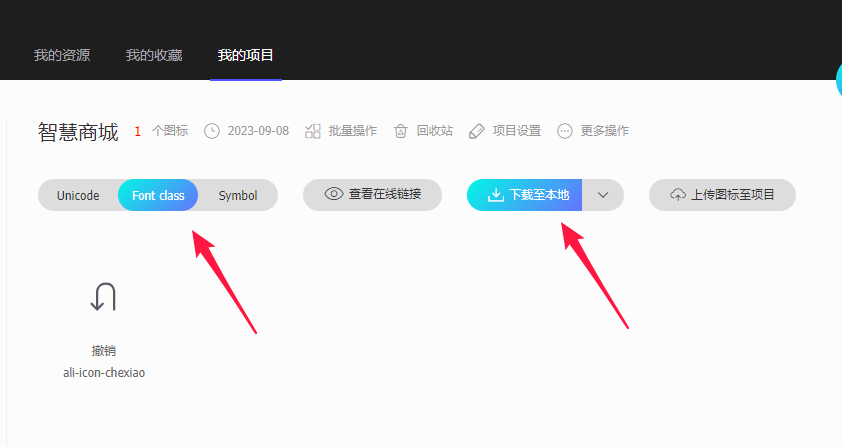 我的资源 我的收藏 我的项目
智慧商城 1 个图标 2023-09-08 批量操作 回收站 项目设置 更多操作
Unicode Font class Symbol 查看在线链接 下载至本地 上传图标至项目
撤销
ali-icon-chexiao